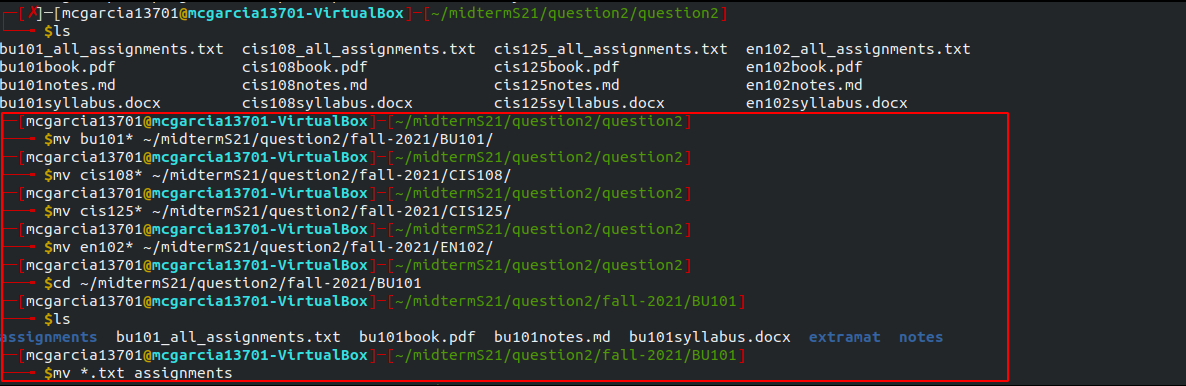 [✗]─[mcgarcia13701@mcgarcia13701-VirtualBox]─[~/midtermS21/question2/question2]
$ls
bu101_all_assignments.txt cis108_all_assignments.txt cis125_all_assignments.txt en102_all_assignments.txt
bu101book.pdf cis108book.pdf cis125book.pdf en102book.pdf
bu101notes.md cis108notes.md cis125notes.md en102notes.md
bu101syllabus.docx cis108syllabus.docx cis125syllabus.docx en102syllabus.docx
─[mcgarcia13701@mcgarcia13701-VirtualBox]─[~/midtermS21/question2/question2]
$mv bu101* ~/midtermS21/question2/fall-2021/BU101/
─[mcgarcia13701@mcgarcia13701-VirtualBox]─[~/midtermS21/question2/question2]
$mv cis108* ~/midtermS21/question2/fall-2021/CIS108/
─[mcgarcia13701@mcgarcia13701-VirtualBox]─[~/midtermS21/question2/question2]
$mv cis125* ~/midtermS21/question2/fall-2021/CIS125/
─[mcgarcia13701@mcgarcia13701-VirtualBox]─[~/midtermS21/question2/question2]
$mv en102* ~/midtermS21/question2/fall-2021/EN102/
─[mcgarcia13701@mcgarcia13701-VirtualBox]─[~/midtermS21/question2/question2]
$cd ~/midtermS21/question2/fall-2021/BU101
─[mcgarcia13701@mcgarcia13701-VirtualBox]─[~/midtermS21/question2/fall-2021/BU101]
$ls
assignments bu101_all_assignments.txt bu101book.pdf bu101notes.md bu101syllabus.docx extramat notes
─[mcgarcia13701@mcgarcia13701-VirtualBox]─[~/midtermS21/question2/fall-2021/BU101]
$mv *.txt assignments